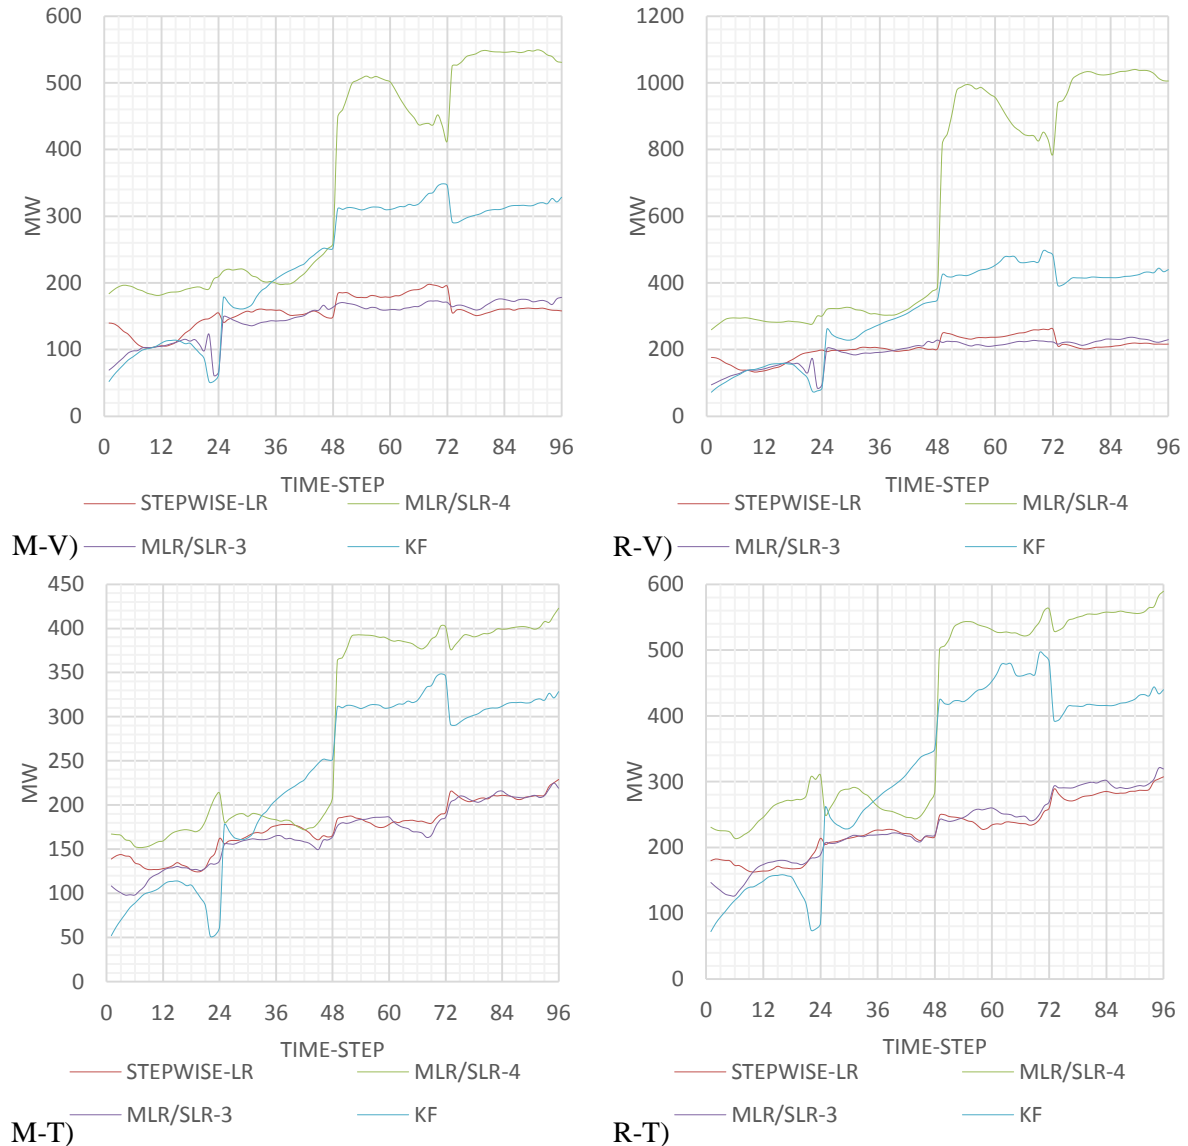 600
500
400
300
200
100
0
MW
0 12 24 36 48 60 72 84 96
TIME-STEP
STEPWISE-LR MLR/SLR-4
MLR/SLR-3 KF
M-V)
1200
1000
800
600
400
200
0
MW
0 12 24 36 48 60 72 84 96
TIME-STEP
STEPWISE-LR MLR/SLR-4
MLR/SLR-3 KF
R-V)
450
400
350
300
250
200
150
100
50
0
MW
0 12 24 36 48 60 72 84 96
TIME-STEP
STEPWISE-LR MLR/SLR-4
MLR/SLR-3 KF
M-T)
600
500
400
300
200
100
0
MW
0 12 24 36 48 60 72 84 96
TIME-STEP
STEPWISE-LR MLR/SLR-4
MLR/SLR-3 KF
R-T)